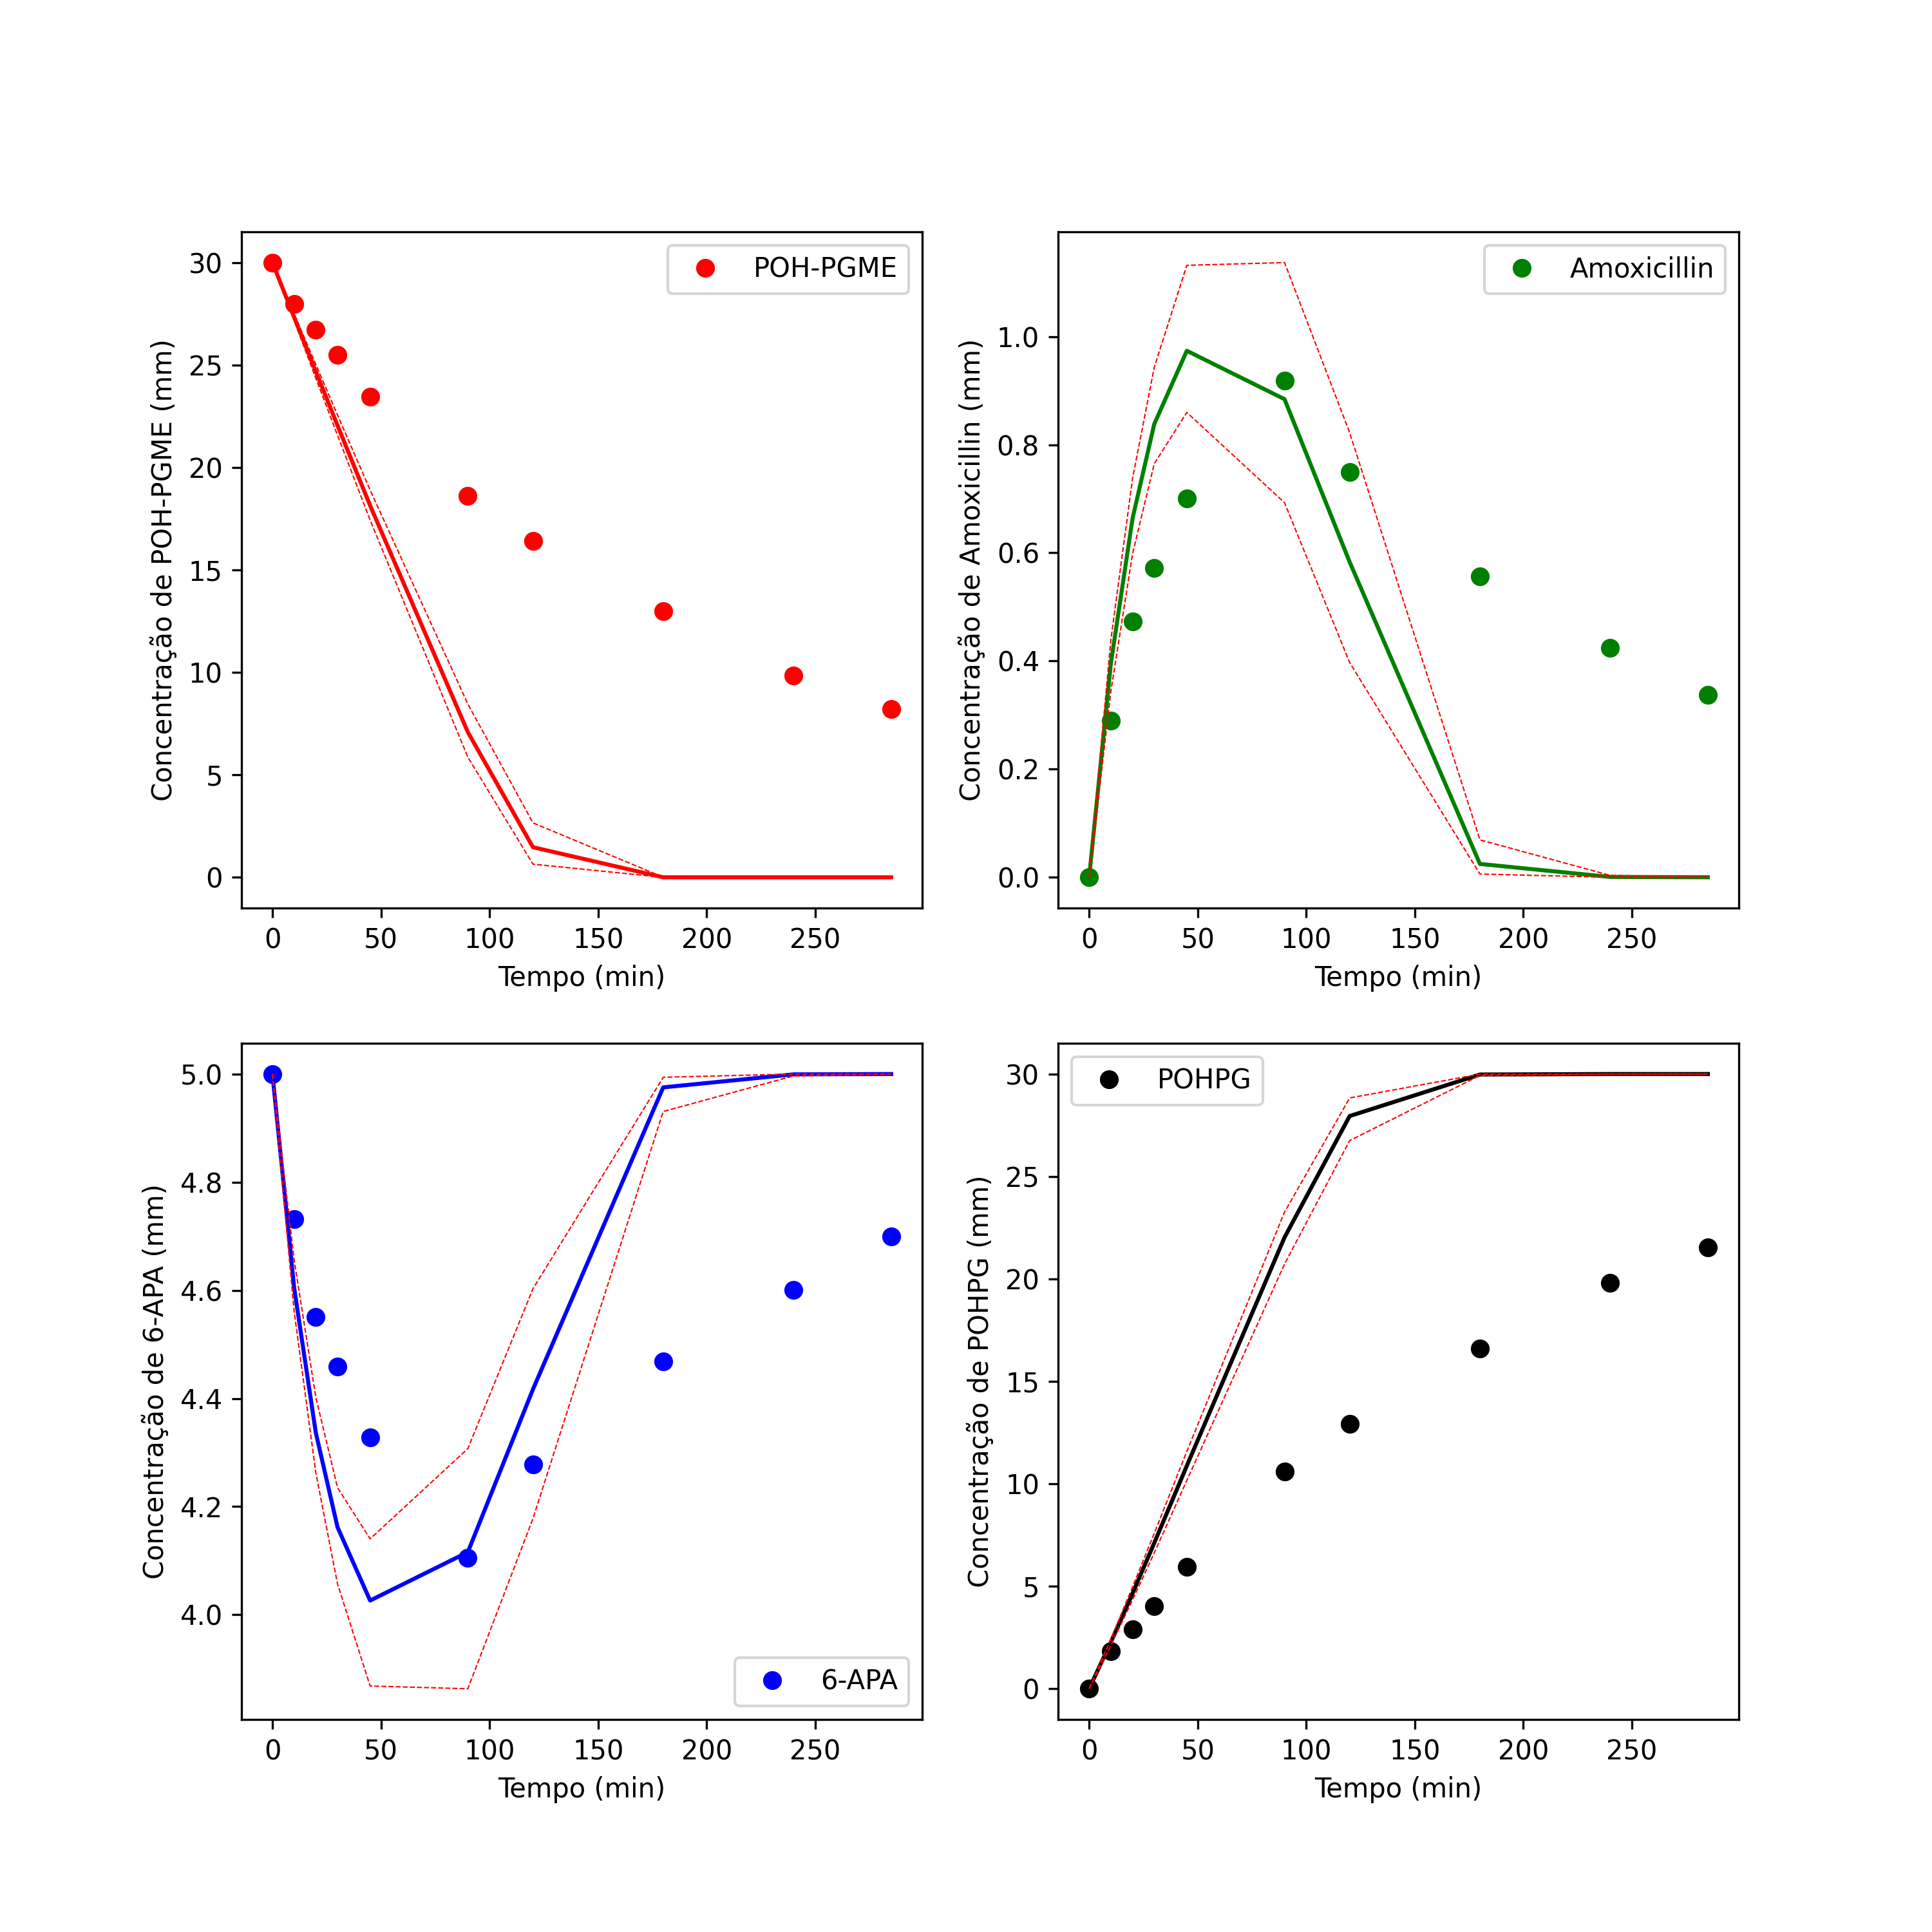 POH-PGME
30
25
20
15
10
5
0
Concentração de POH-PGME (mm)
0 50 100 150 200 250
Tempo (min)
Amoxicillin
1.0
0.8
0.6
0.4
0.2
0.0
Concentração de Amoxicillin (mm)
0 50 100 150 200 250
Tempo (min)
5.0
4.8
4.6
4.4
4.2
4.0
Concentração de 6-APA (mm)
6-APA
0 50 100 150 200 250
Tempo (min)
POHPG
30
25
20
15
10
5
0
Concentração de POHPG (mm)
0 50 100 150 200 250
Tempo (min)